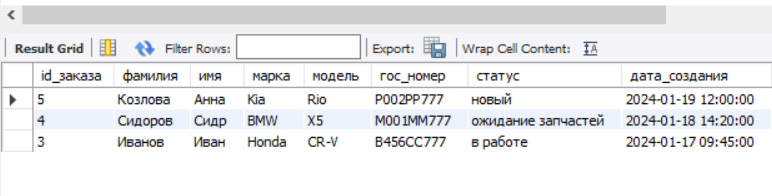 Result Grid Filter Rows: Export: Wrap Cell Content: IA
id_заказа фамилия имя марка модель гос_номер статус дата_создания
5 Козлова Анна Kia Rio Р002РР777 новый 2024-01-19 12:00:00
4 Сидоров Сидр BMW X5 М001ММ777 ожидание запчастей 2024-01-18 14:20:00
3 Иванов Иван Honda CR-V В456СС777 в работе 2024-01-17 09:45:00